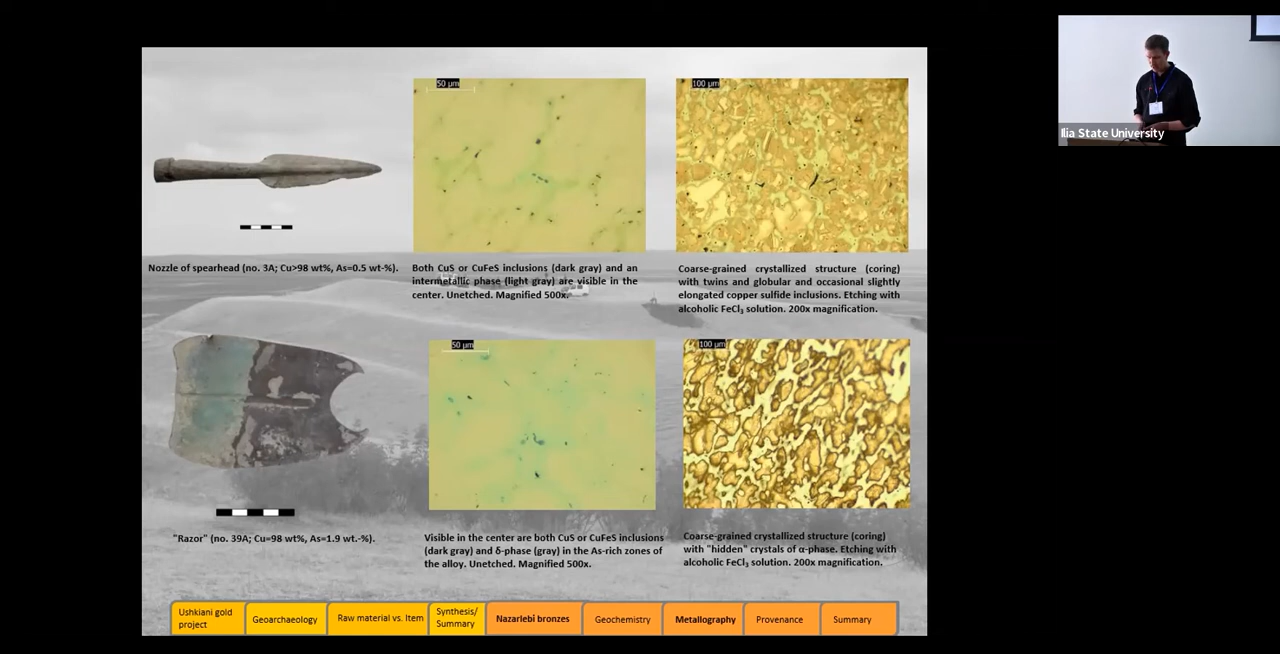 50 µm
100 µm
Ilia State University
Nozzle of spearhead (no. 3A; Cu>98 wt%, As=0.5 wt-%).
Both CuS or CuFeS inclusions (dark gray) and an
intermetallic phase (light gray) are visible in the
center. Unetched. Magnified 500x.
Coarse-grained crystallized structure (coring)
with twins and globular and occasional slightly
elongated copper sulfide inclusions. Etching with
alcoholic FeCl₃ solution. 200x magnification.
50 µm
100 µm
"Razor" (no. 39A; Cu=98 wt%, As=1.9 wt.-%).
Visible in the center are both CuS or CuFeS inclusions
(dark gray) and δ-phase (gray) in the As-rich zones of
the alloy. Unetched. Magnified 500x.
Coarse-grained crystallized structure (coring)
with "hidden" crystals of α-phase. Etching with
alcoholic FeCl₃ solution. 200x magnification.
Ushkiani gold
project
Geoarchaeology
Raw material vs. Item
Synthesis/
Summary
Nazarlebi bronzes
Geochemistry
Metallography
Provenance
Summary